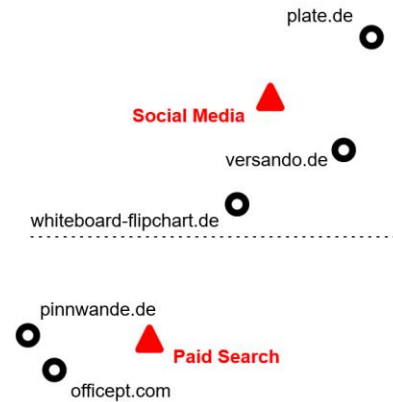 plate.de
Social Media
versando.de
whiteboard-flipchart.de
pinnwande.de
Paid Search
officept.com